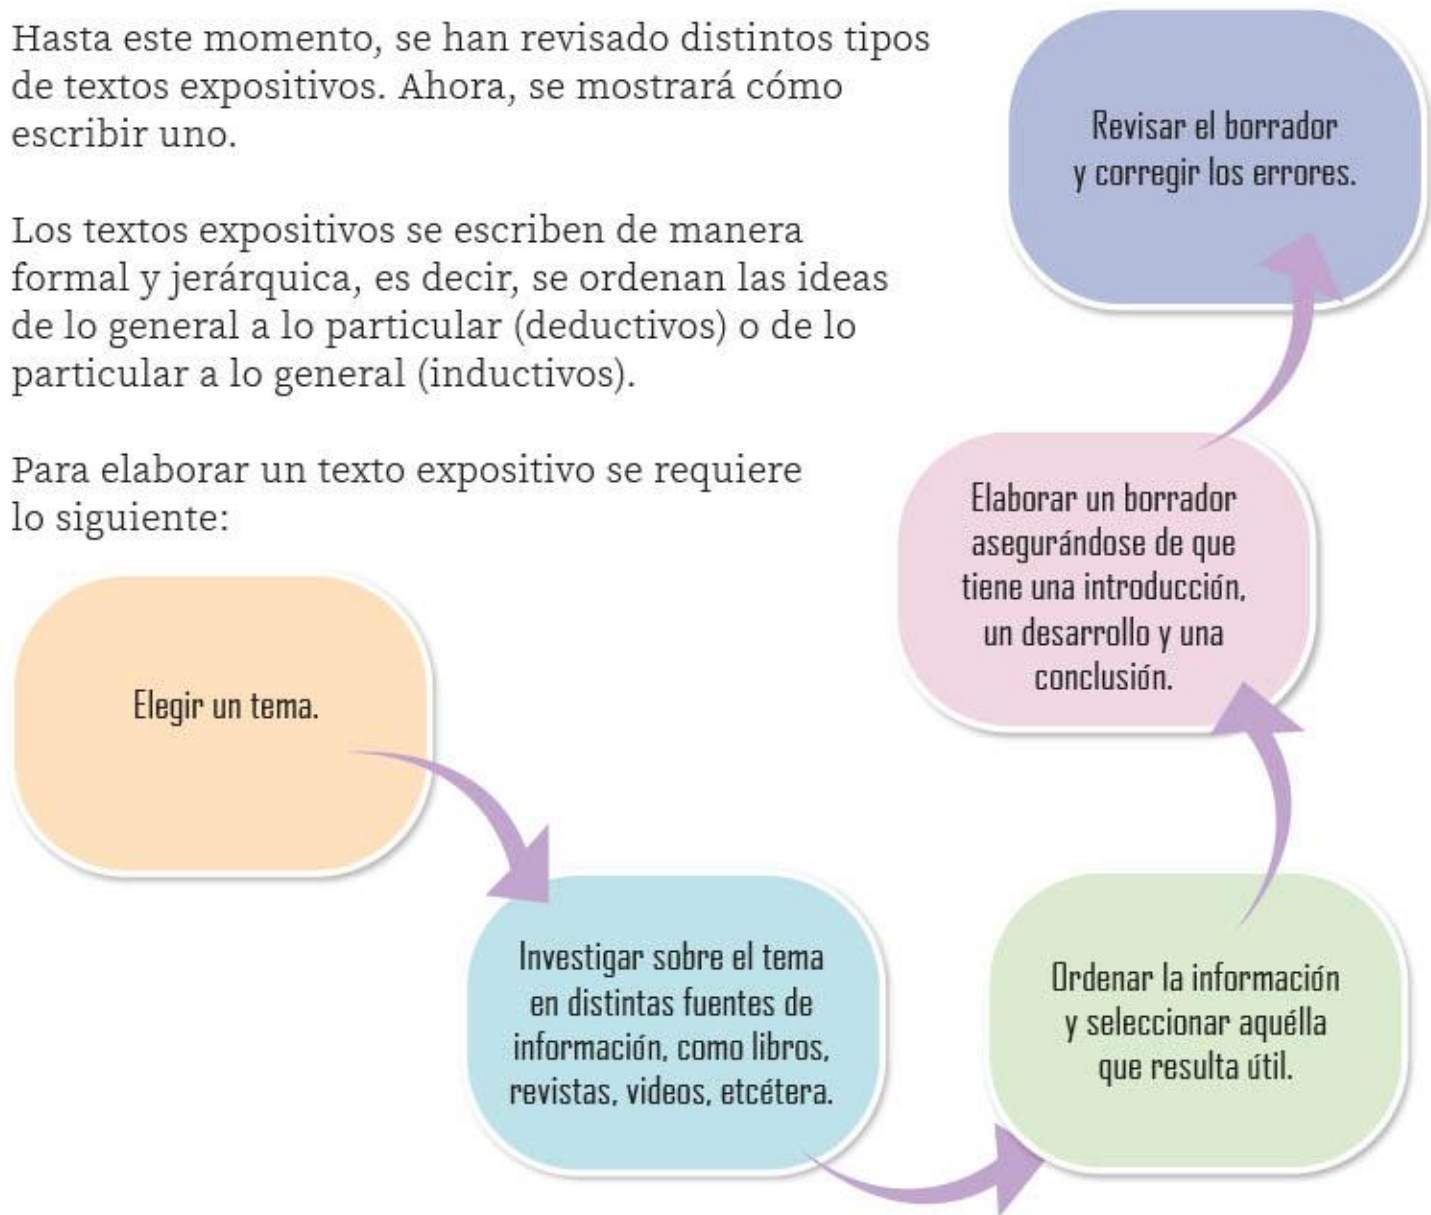 Hasta este momento, se han revisado distintos tipos
de textos expositivos. Ahora, se mostrará cómo
escribir uno.
Los textos expositivos se escriben de manera
formal y jerárquica, es decir, se ordenan las ideas
de lo general a lo particular (deductivos) o de lo
particular a lo general (inductivos).
Para elaborar un texto expositivo se requiere
lo siguiente:
Elegir un tema.
Investigar sobre el tema
en distintas fuentes de
información, como libros,
revistas, videos, etcétera.
Ordenar la información
y seleccionar aquélla
que resulta útil.
Elaborar un borrador
asegurándose de que
tiene una introducción,
un desarrollo y una
conclusión.
Revisar el borrador
y corregir los errores.